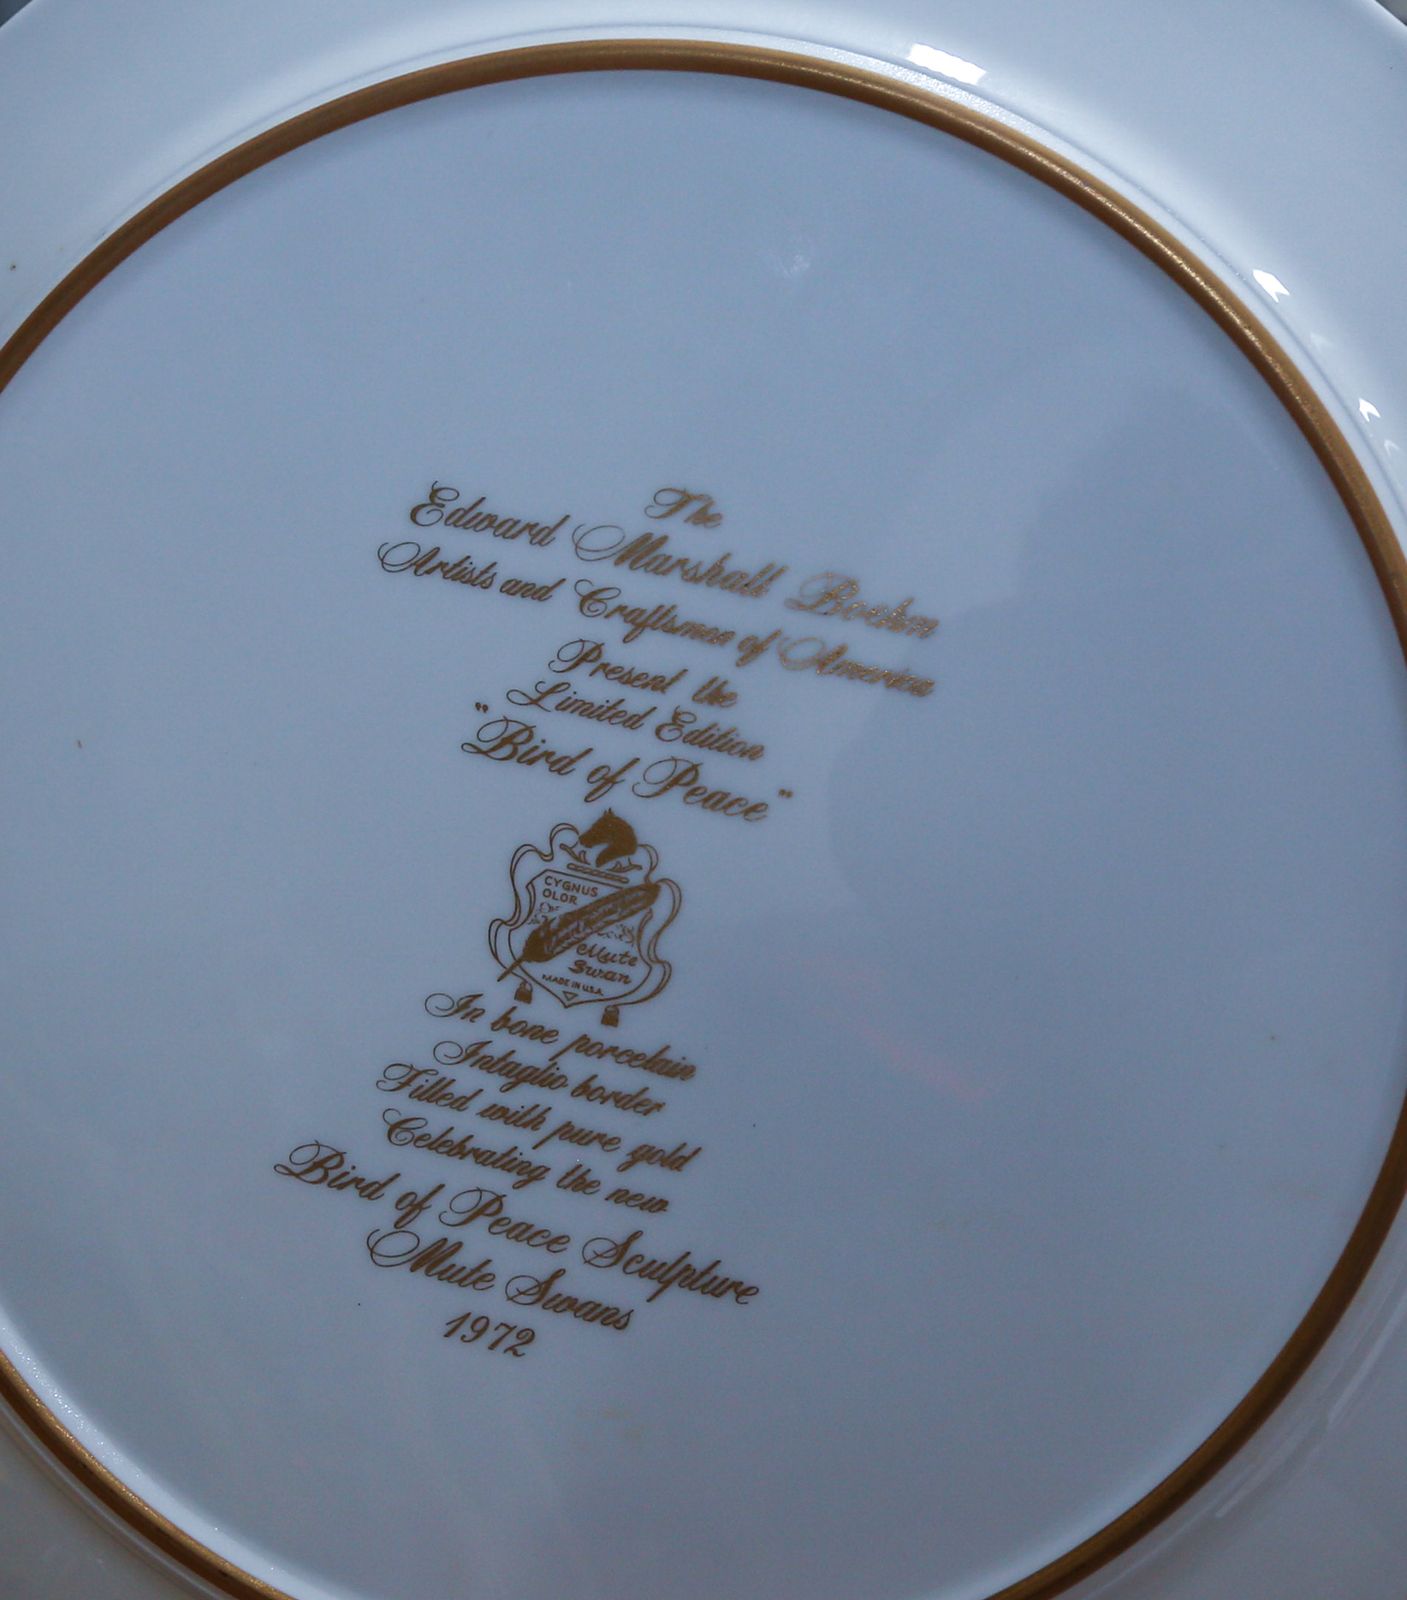 The
Edward Marshall Boehm
Artists and Craftsmen of America
Present the
Limited Edition
"Bird of Peace"
CYGNUS
OLOR
Mute
Swan
MADE IN U.S.A.
In bone porcelain
Intaglio border
Filled with pure gold
Celebrating the new
Bird of Peace Sculpture
Mute Swans
1972